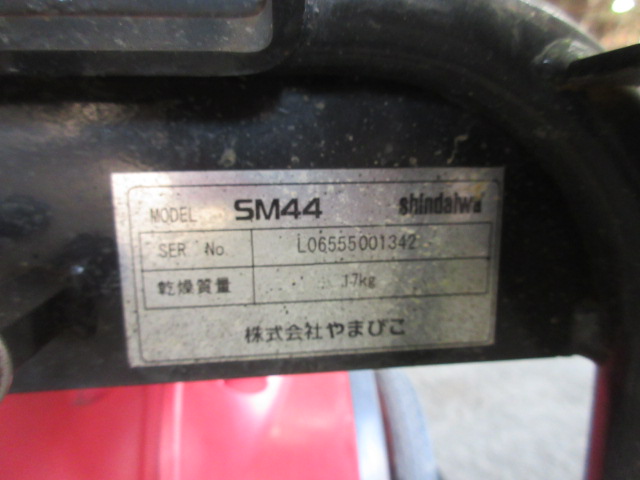 MODEL SM44 shindaiwa
SER No. L06555001342
乾燥質量 17kg
株式会社やまびこ